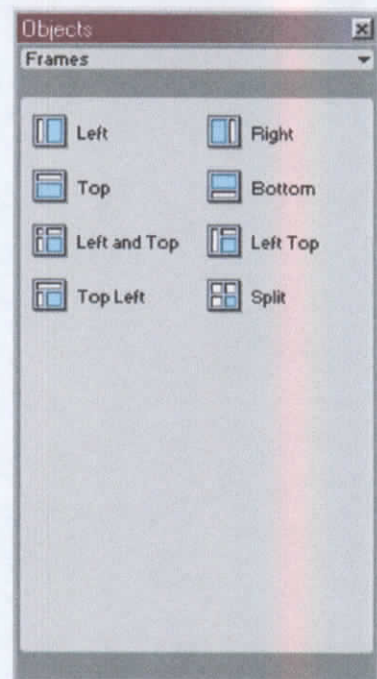 Objects
Frames
Left Right
Top Bottom
Left and Top Left Top
Top Left Split